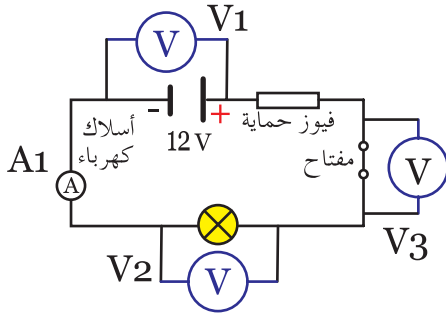 V1
V
أسلاك
كهرباء
-
+
12 V
فيوز حماية
A1
A
مفتاح
V
V3
V2
V